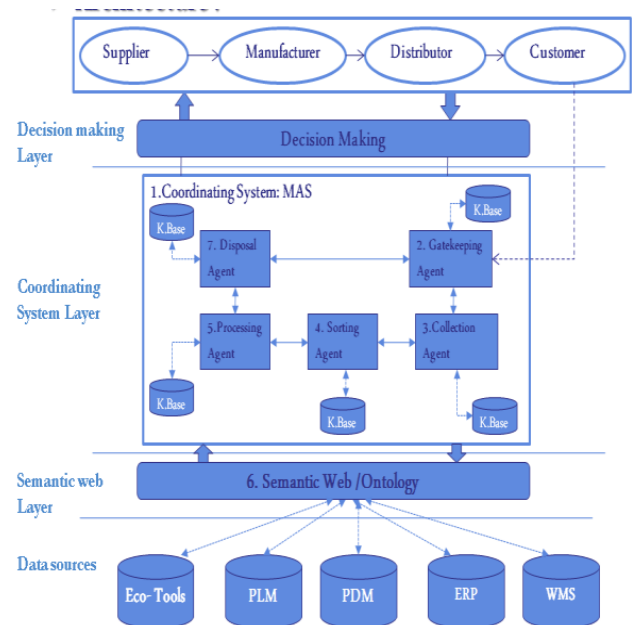 Supplier
Manufacturer
Distributor
Customer
Decision making
Layer
Decision Making
1.Coordinating System: MAS
K.Base
K.Base
7. Disposal
Agent
2. Gatekeeping
Agent
Coordinating
System Layer
5.Processing
Agent
4. Sorting
Agent
3.Collection
Agent
K.Base
K.Base
K.Base
Semantic web
Layer
6. Semantic Web /Ontology
Data sources
Eco- Tools
PLM
PDM
ERP
WMS